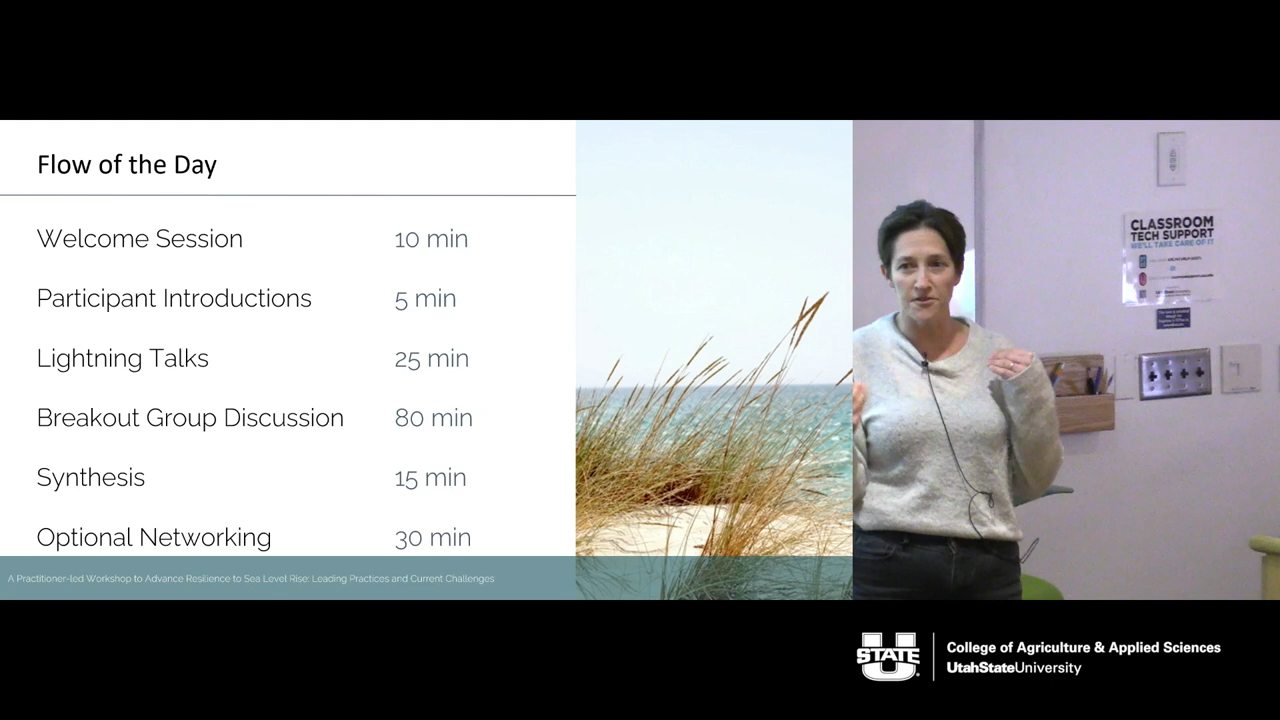 Flow of the Day
Welcome Session 10 min
Participant Introductions 5 min
Lightning Talks 25 min
Breakout Group Discussion 80 min
Synthesis 15 min
Optional Networking 30 min
A Practitioner-led Workshop to Advance Resilience to Sea Level Rise: Leading Practices and Current Challenges
CLASSROOM
TECH SUPPORT
WE'LL TAKE CARE OF IT
U STATE
College of Agriculture & Applied Sciences
UtahStateUniversity